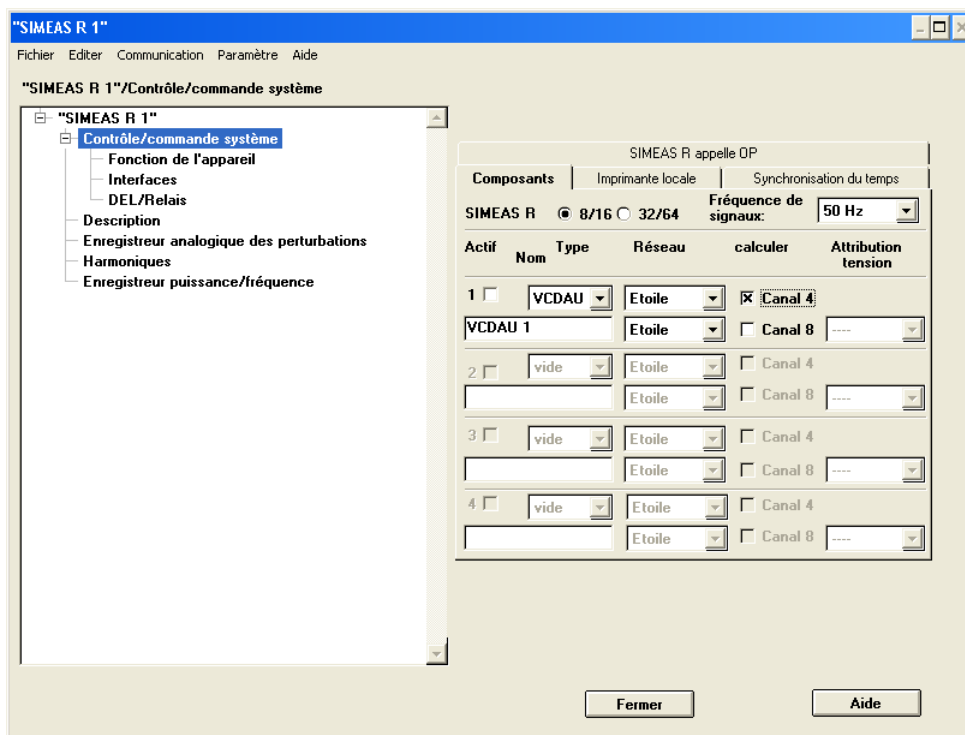 "SIMEAS R 1"
Fichier Editer Communication Paramètre Aide
"SIMEAS R 1"/Contrôle/commande système
"SIMEAS R 1"
Contrôle/commande système
Fonction de l'appareil
Interfaces
DEL/Relais
Description
Enregistreur analogique des perturbations
Harmoniques
Enregistreur puissance/fréquence
SIMEAS R appelle OP
Composants Imprimante locale Synchronisation du temps
SIMEAS R 8/16 32/64 Fréquence de signaux: 50 Hz
Actif Nom Type Réseau calculer Attribution tension
1 VCDAU Etoile Canal 4
VCDAU 1 Etoile Canal 8 ----
2 vide Etoile Canal 4
Etoile Canal 8 ----
3 vide Etoile Canal 4
Etoile Canal 8 ----
4 vide Etoile Canal 4
Etoile Canal 8 ----
Fermer Aide